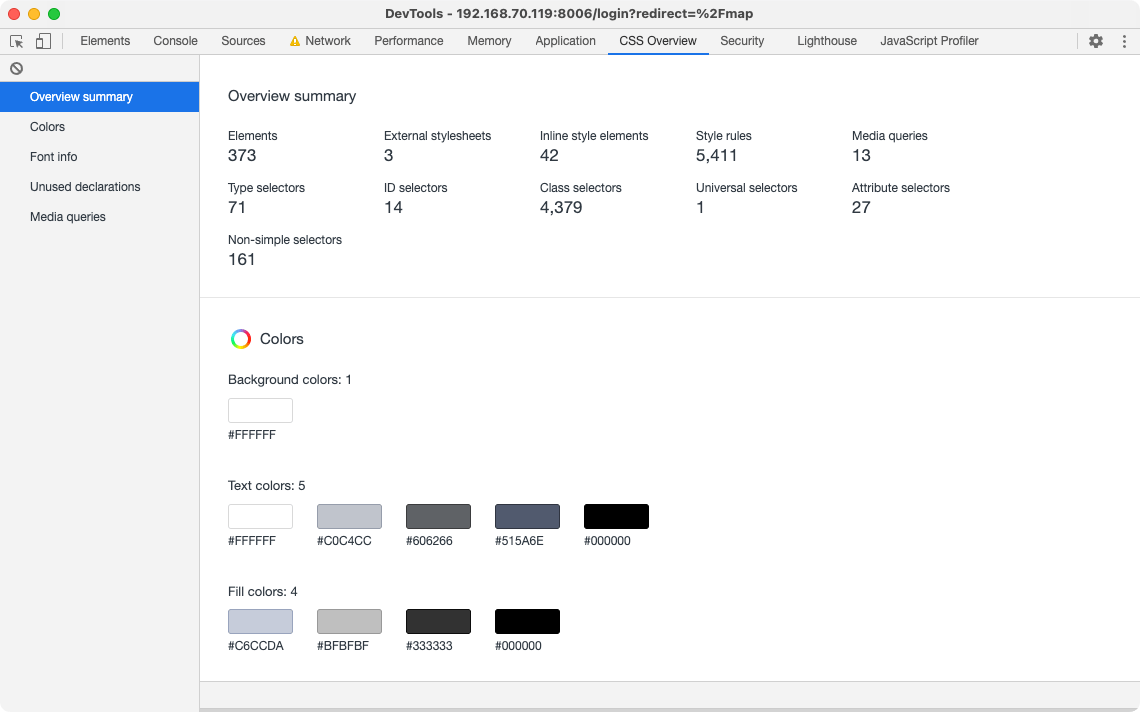 DevTools - 192.168.70.119:8006/login?redirect=%2Fmap
Elements Console Sources Network Performance Memory Application CSS Overview Security Lighthouse JavaScript Profiler
Overview summary
Colors
Font info
Unused declarations
Media queries
Overview summary
Elements External stylesheets Inline style elements Style rules Media queries
373 3 42 5,411 13
Type selectors ID selectors Class selectors Universal selectors Attribute selectors
71 14 4,379 1 27
Non-simple selectors
161
Colors
Background colors: 1
#FFFFFF
Text colors: 5
#FFFFFF #C0C4CC #606266 #515A6E #000000
Fill colors: 4
#C6CCDA #BFBFBF #333333 #000000